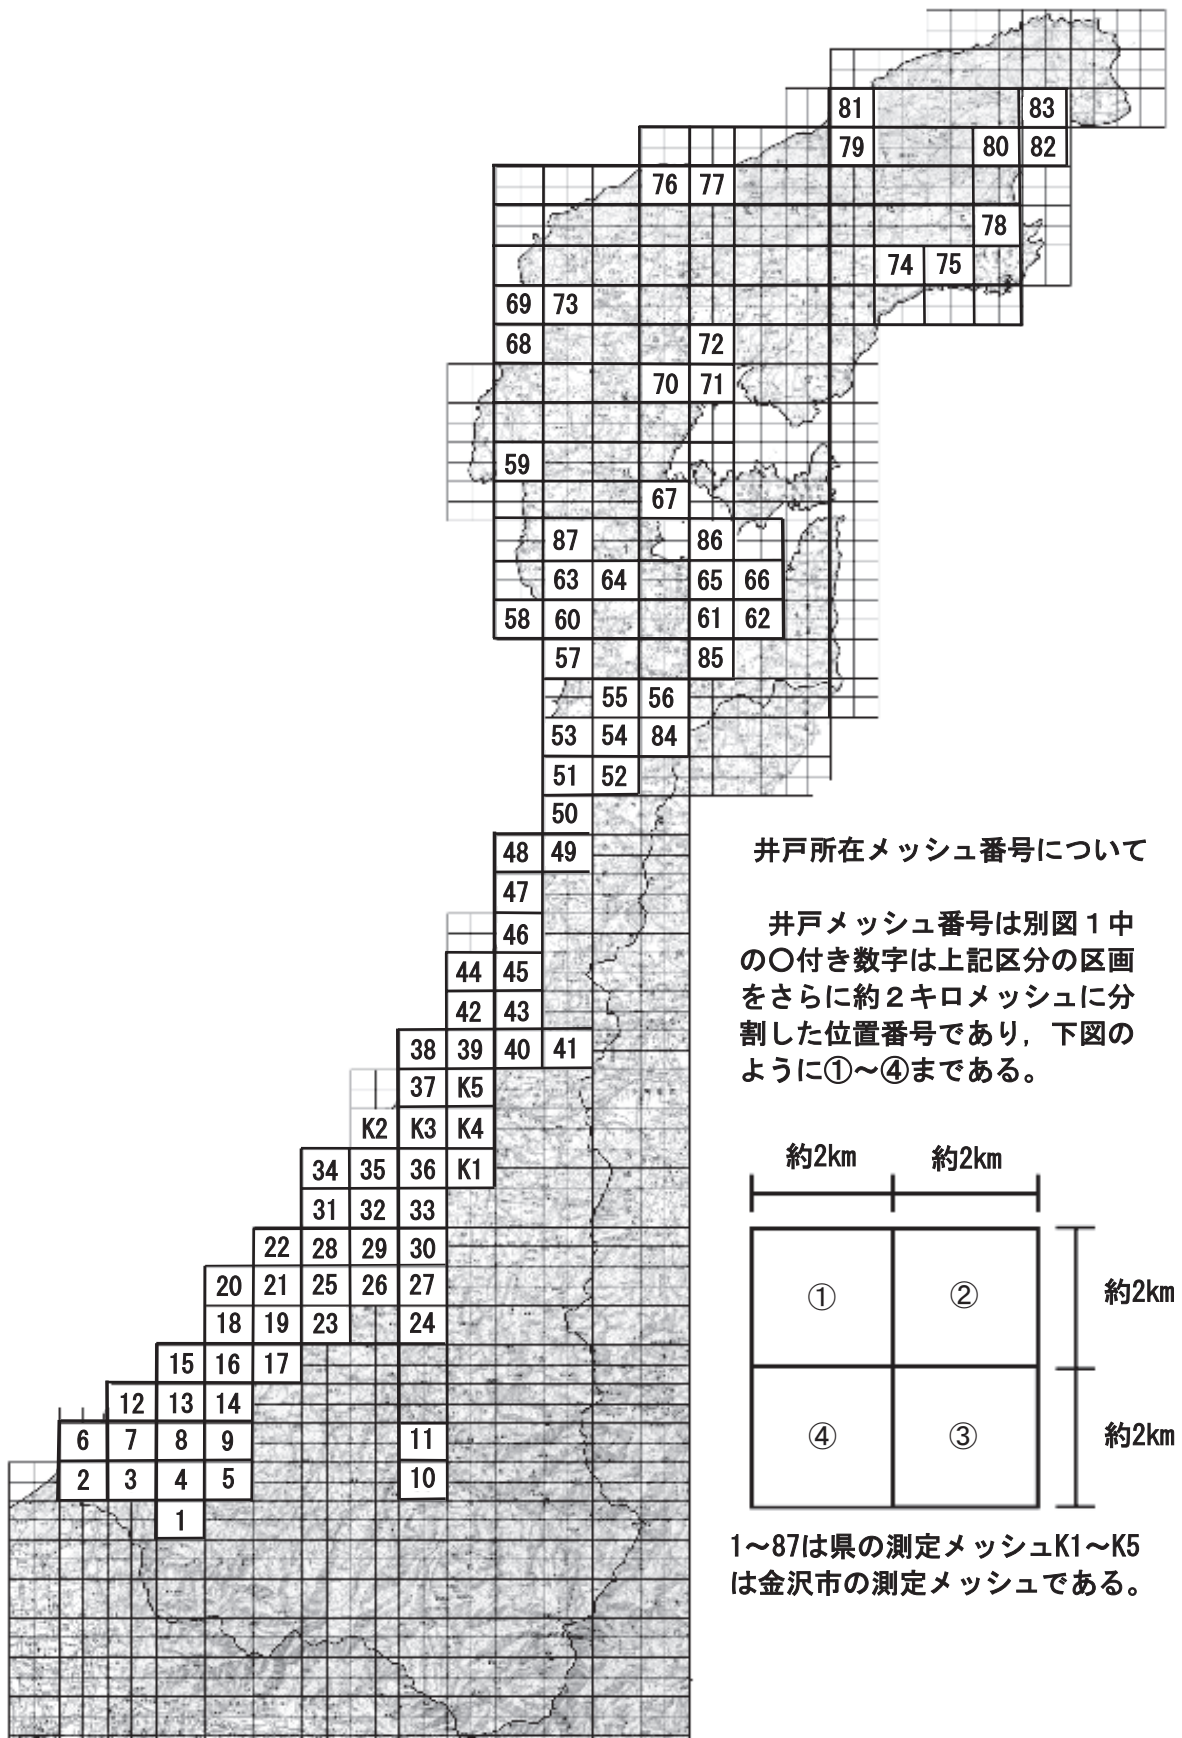 81 83
79 80 82
76 77
78
74 75
69 73
68 72
70 71
59
67
87 86
63 64 65 66
58 60 61 62
57 85
55 56
53 54 84
51 52
50
48 49
47
46
44 45
42 43
38 39 40 41
37 K5
K2 K3 K4
34 35 36 K1
31 32 33
22 28 29 30
20 21 25 26 27
18 19 23 24
15 16 17
12 13 14
6 7 8 9 11
2 3 4 5 10
1
井戸所在メッシュ番号について
井戸メッシュ番号は別図１中
の〇付き数字は上記区分の区画
をさらに約２キロメッシュに分
割した位置番号であり，下図の
ように①～④まである。
約2km 約2km
① ② 約2km
④ ③ 約2km
1～87は県の測定メッシュK1～K5
は金沢市の測定メッシュである。